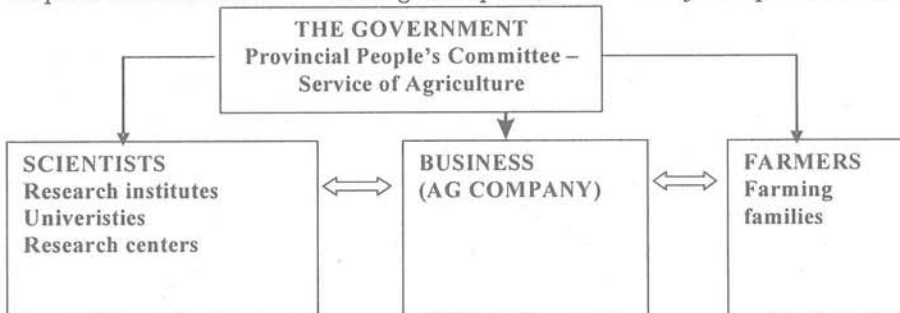 THE GOVERNMENT
Provincial People's Committee –
Service of Agriculture
SCIENTISTS
Research institutes
Univeristies
Research centers
BUSINESS
(AG COMPANY)
FARMERS
Farming
families